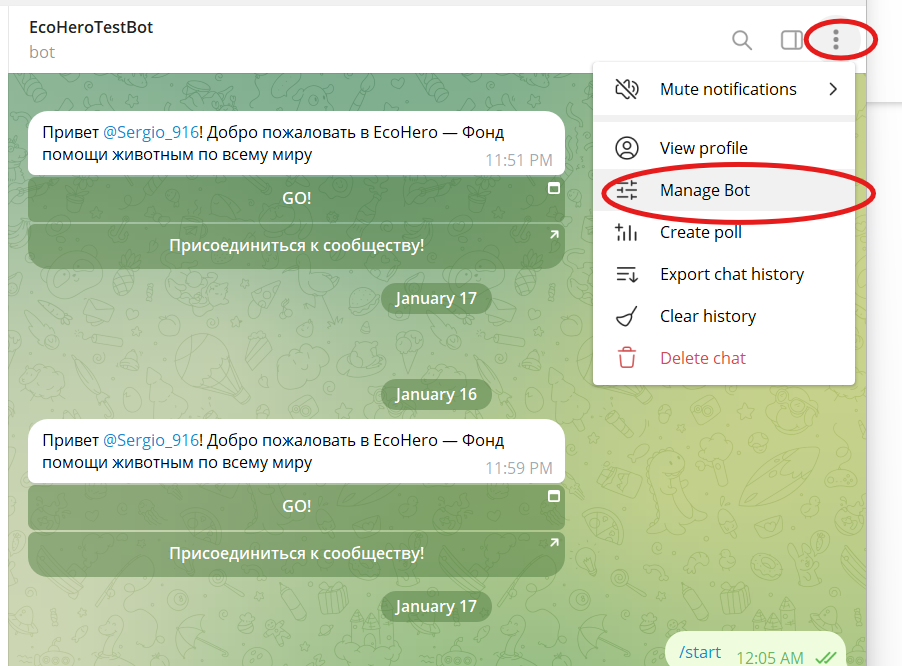 EcoHeroTestBot
bot
Mute notifications
View profile
Manage Bot
Create poll
Export chat history
Clear history
Delete chat
Привет @Sergio_916! Добро пожаловать в EcoHero — Фонд
помощи животным по всему миру
11:51 PM
GO!
Присоединиться к сообществу!
January 17
January 16
Привет @Sergio_916! Добро пожаловать в EcoHero — Фонд
помощи животным по всему миру
11:59 PM
GO!
Присоединиться к сообществу!
January 17
/start 12:05 AM